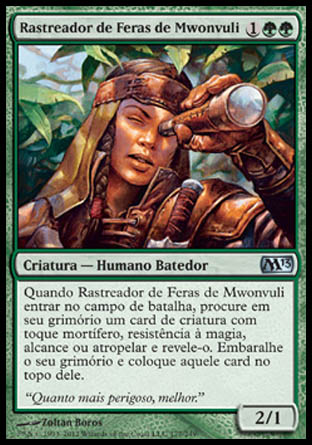 Rastreador de Feras de Mwonvuli 1
Criatura — Humano Batedor M13
Quando Rastreador de Feras de Mwonvuli
entrar no campo de batalha, procure em
seu grimório um card de criatura com
toque mortífero, resistência à magia,
alcance ou atropelar e revele-o. Embaralhe
o seu grimório e coloque aquele card no
topo dele.
“Quanto mais perigoso, melhor.”
Zoltan Boros
2/1